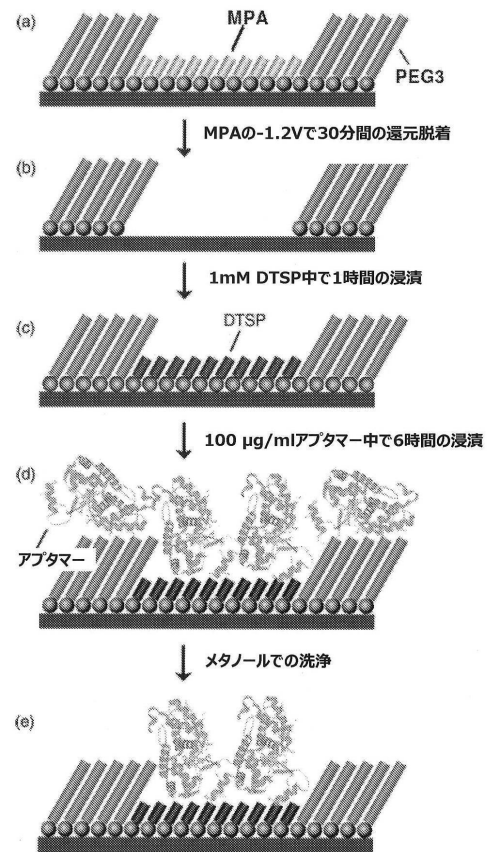 (a)
MPA
PEG3
MPAの-1.2Vで30分間の還元脱着
(b)
1mM DTSP中で1時間の浸漬
(c)
DTSP
100 µg/mlアプタマー中で6時間の浸漬
(d)
アプタマー
メタノールでの洗浄
(e)